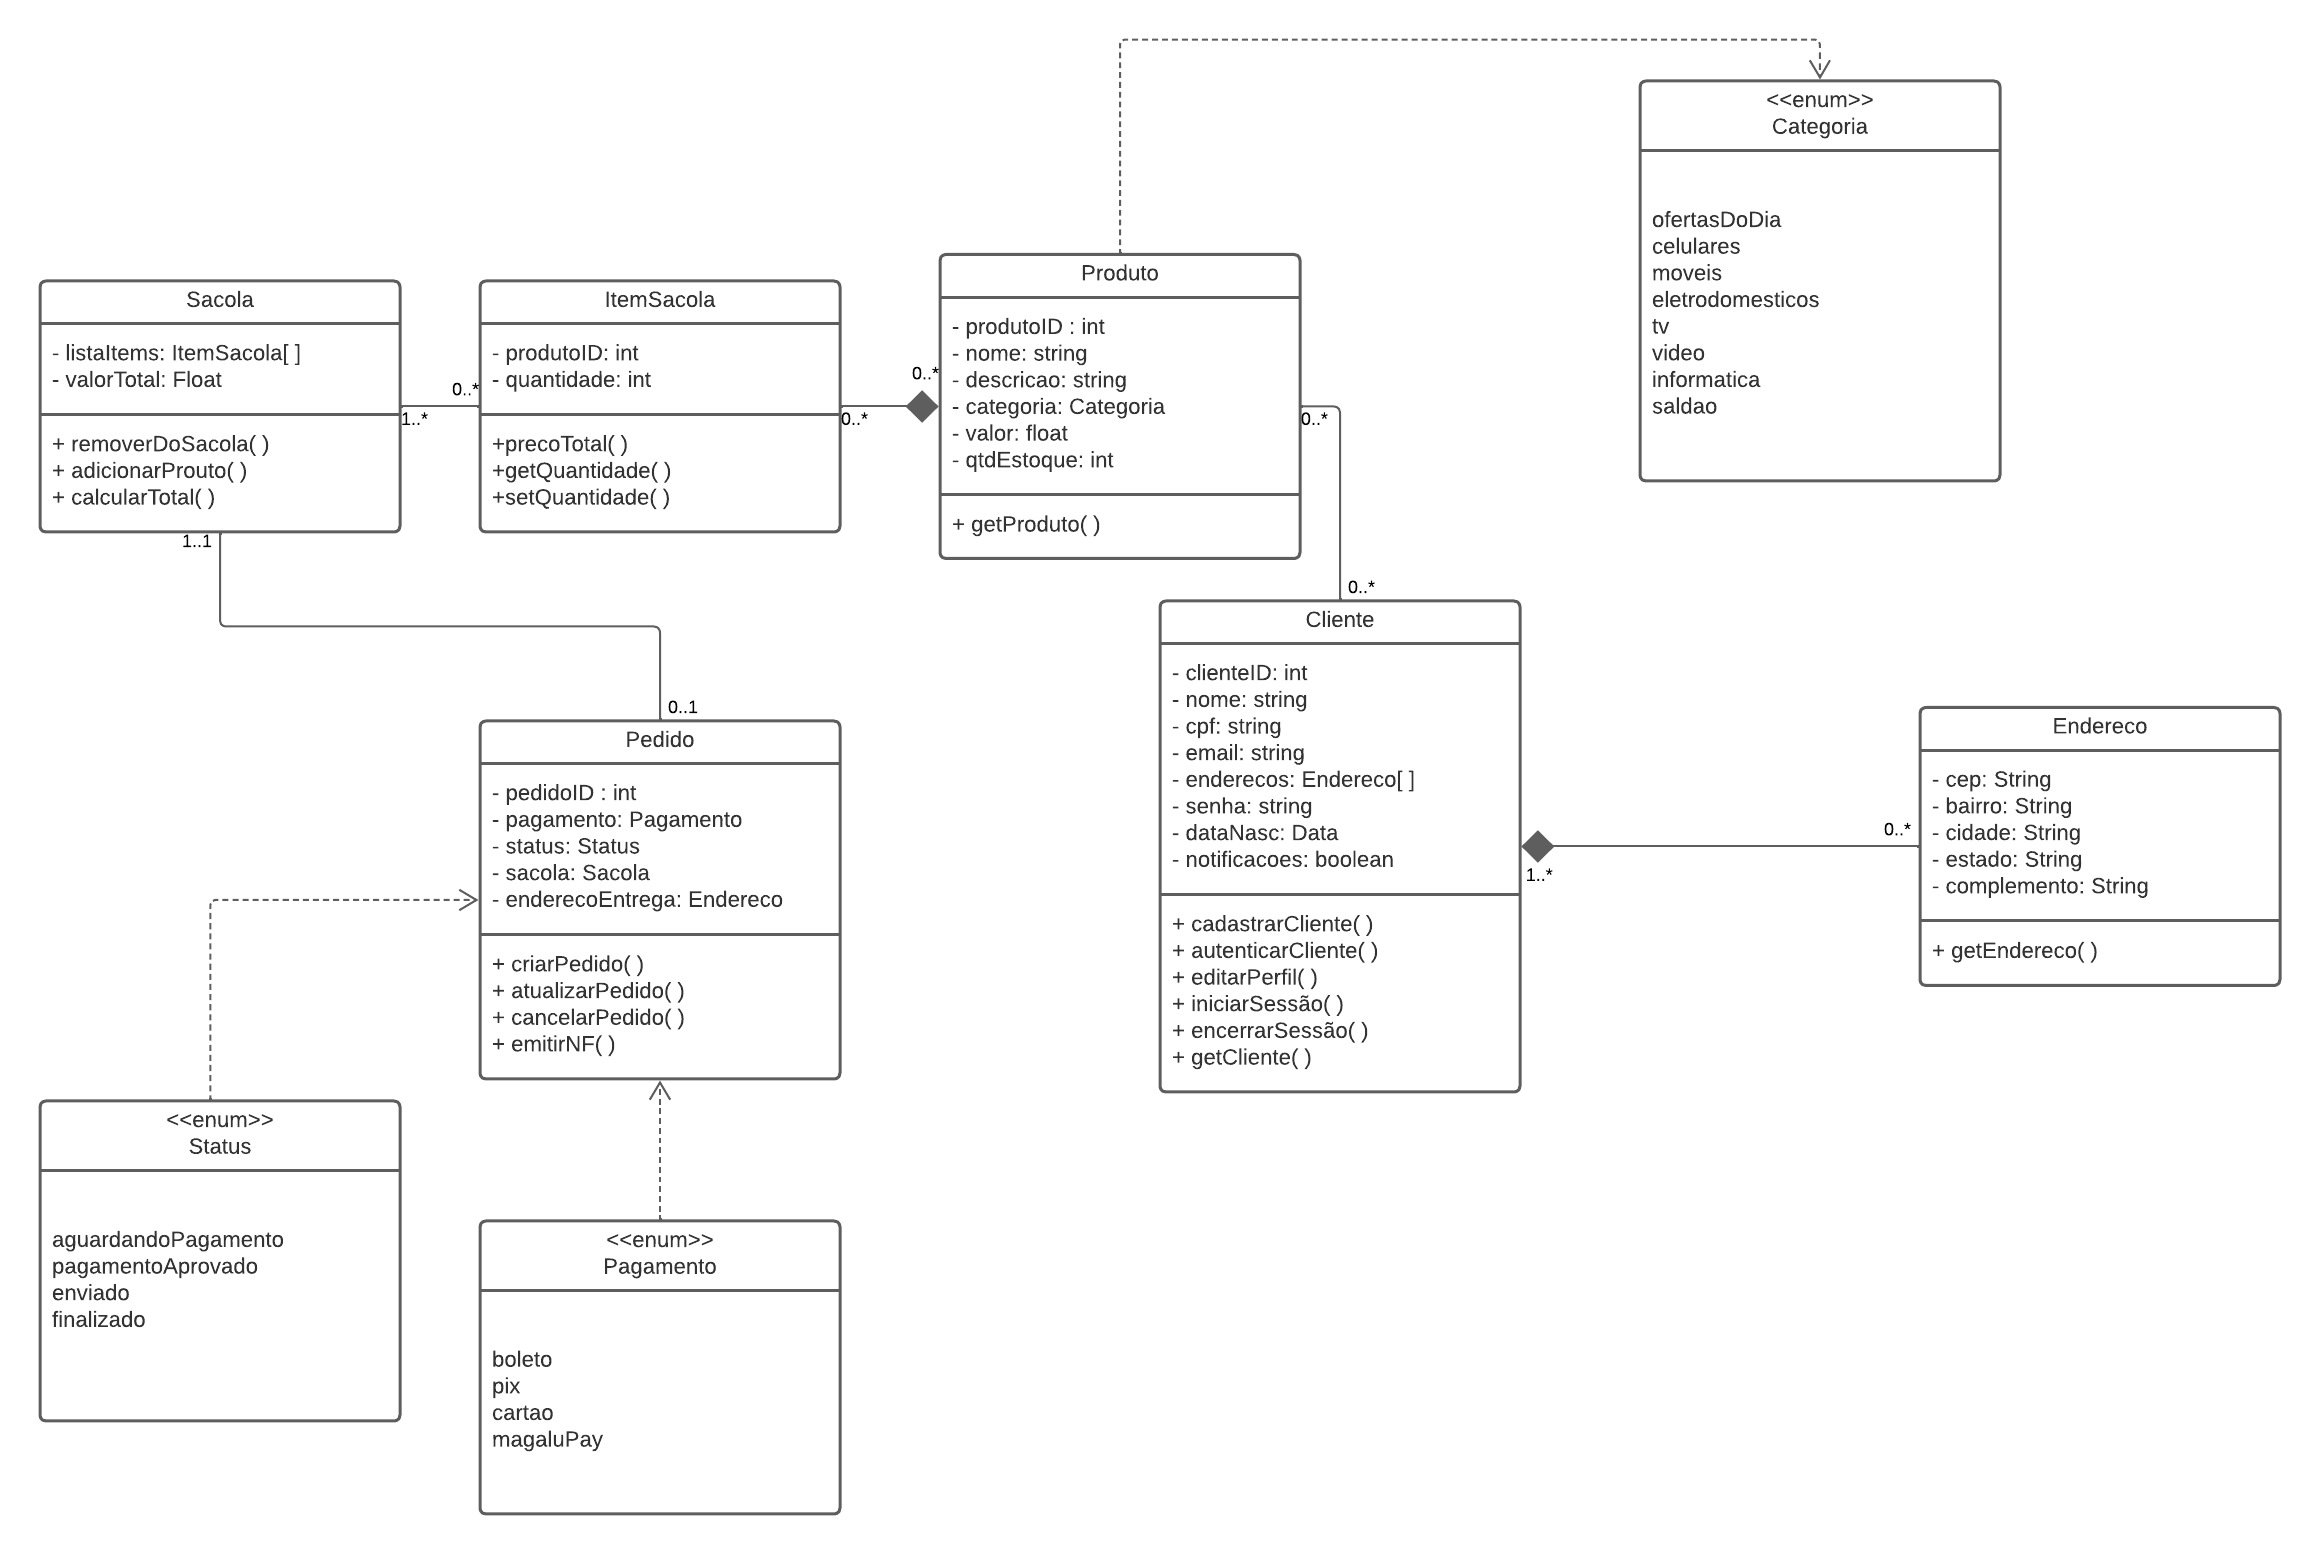 <<enum>>
Categoria
ofertasDoDia
celulares
moveis
eletrodomesticos
tv
video
informatica
saldao
Sacola
- listaItems: ItemSacola[ ]
- valorTotal: Float
+ removerDoSacola( )
+ adicionarProuto( )
+ calcularTotal( )
0..*
1..*
ItemSacola
- produtoID: int
- quantidade: int
+precoTotal( )
+getQuantidade( )
+setQuantidade( )
0..*
0..*
Produto
- produtoID : int
- nome: string
- descricao: string
- categoria: Categoria
- valor: float
- qtdEstoque: int
+ getProduto( )
0..*
0..*
1..1
0..1
Pedido
- pedidoID : int
- pagamento: Pagamento
- status: Status
- sacola: Sacola
- enderecoEntrega: Endereco
+ criarPedido( )
+ atualizarPedido( )
+ cancelarPedido( )
+ emitirNF( )
Cliente
- clienteID: int
- nome: string
- cpf: string
- email: string
- enderecos: Endereco[ ]
- senha: string
- dataNasc: Data
- notificacoes: boolean
+ cadastrarCliente( )
+ autenticarCliente( )
+ editarPerfil( )
+ iniciarSessão( )
+ encerrarSessão( )
+ getCliente( )
1..*
0..*
Endereco
- cep: String
- bairro: String
- cidade: String
- estado: String
- complemento: String
+ getEndereco( )
<<enum>>
Status
aguardandoPagamento
pagamentoAprovado
enviado
finalizado
<<enum>>
Pagamento
boleto
pix
cartao
magaluPay